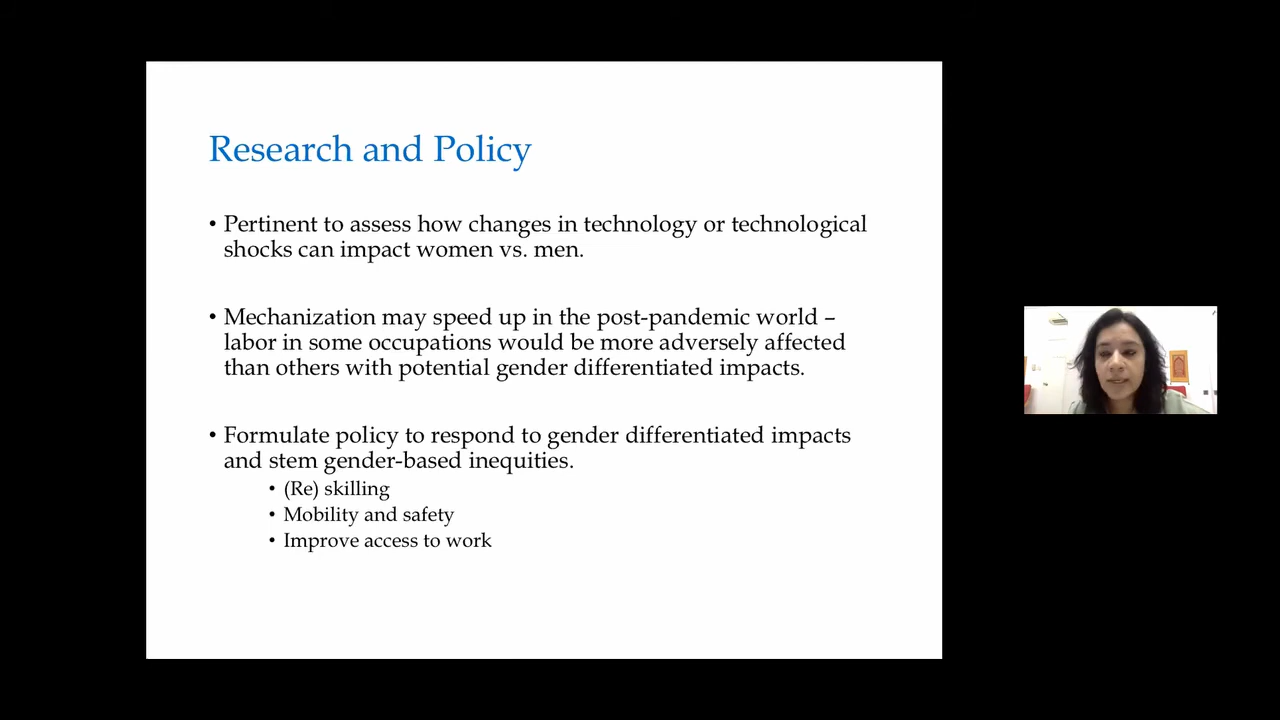 Research and Policy
• Pertinent to assess how changes in technology or technological
shocks can impact women vs. men.
• Mechanization may speed up in the post-pandemic world –
labor in some occupations would be more adversely affected
than others with potential gender differentiated impacts.
• Formulate policy to respond to gender differentiated impacts
and stem gender-based inequities.
• (Re) skilling
• Mobility and safety
• Improve access to work